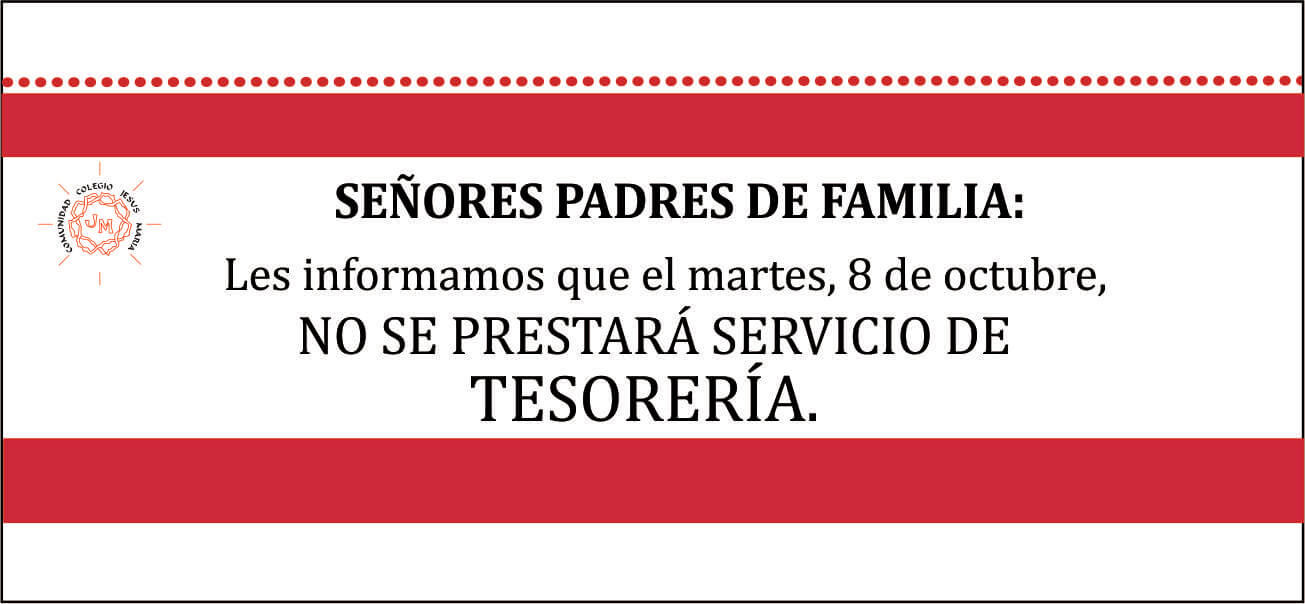 COMUNIDAD COLEGIO JESUS MARIA
JM
SEÑORES PADRES DE FAMILIA:
Les informamos que el martes, 8 de octubre,
NO SE PRESTARÁ SERVICIO DE
TESORERÍA.